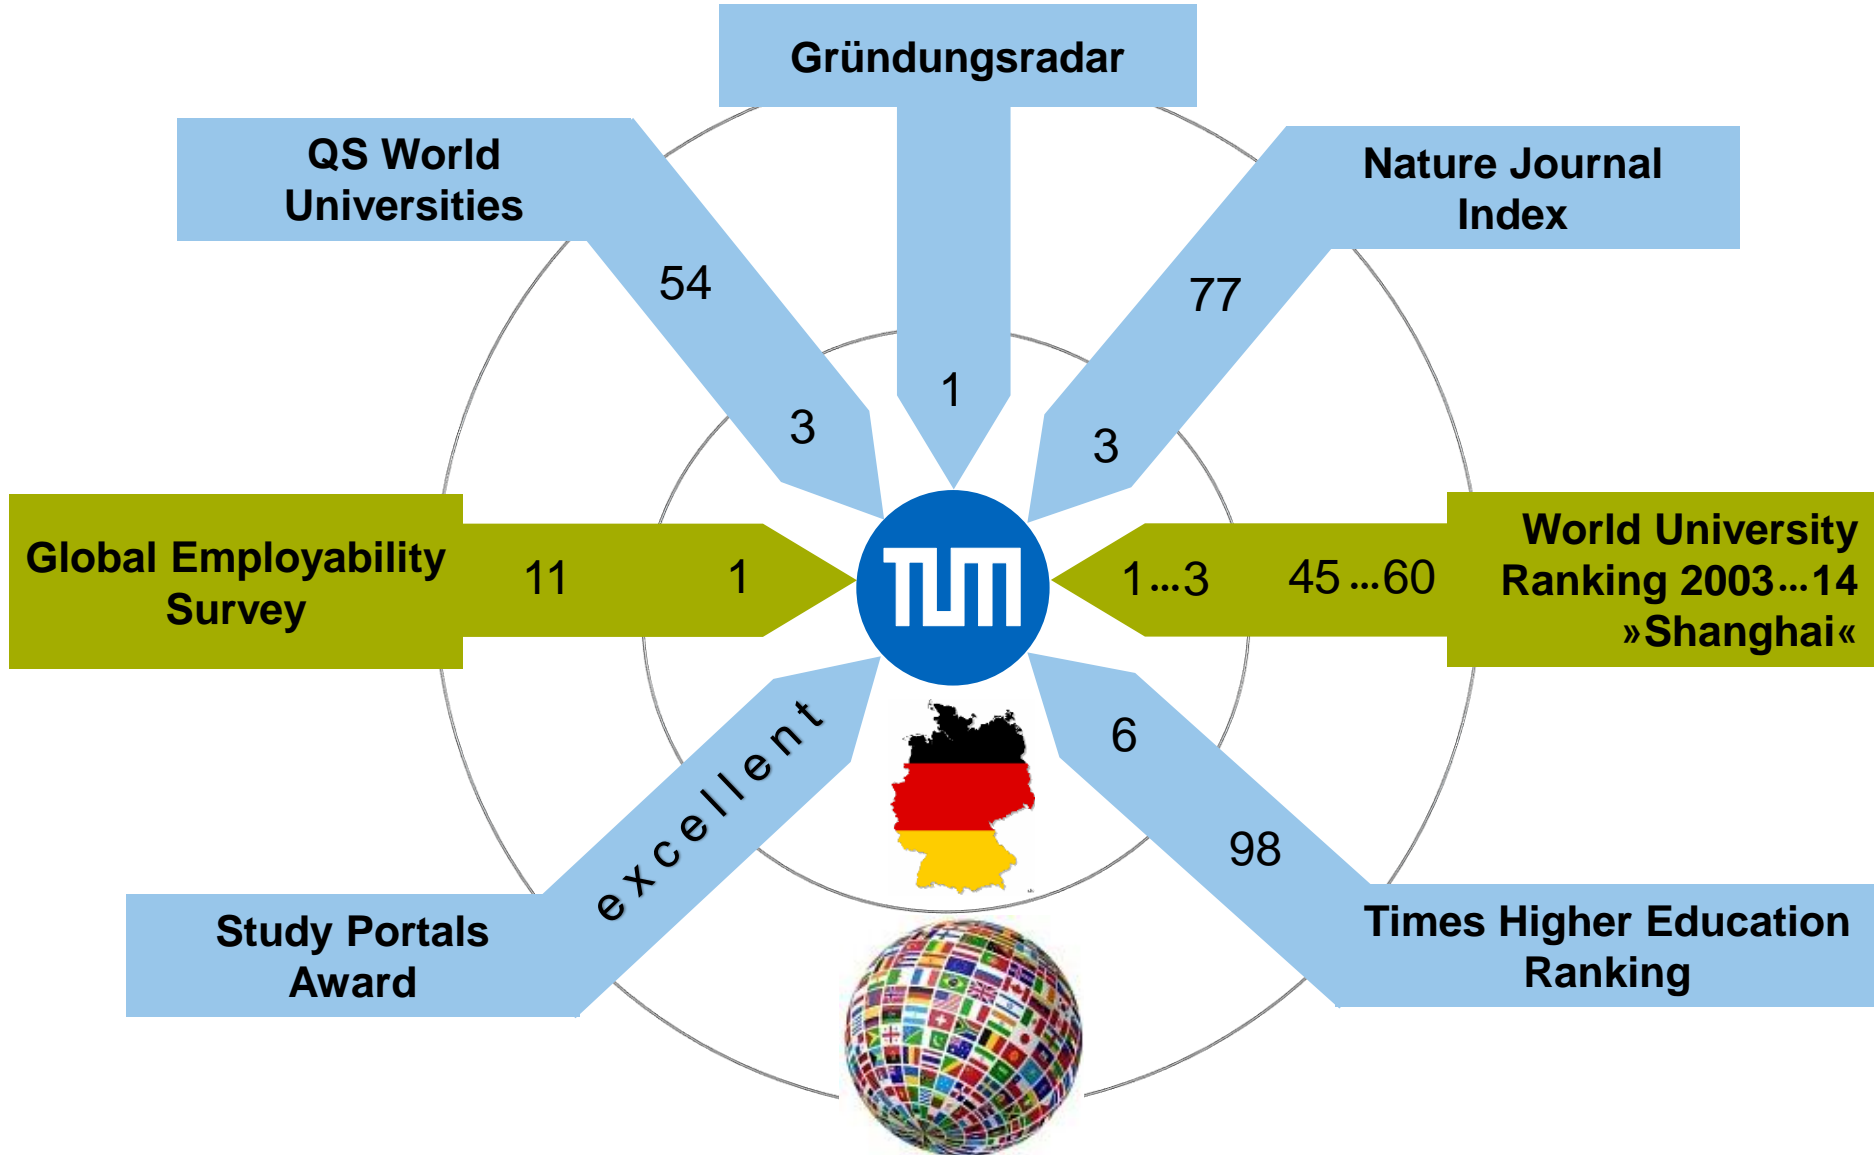 Gründungsradar
1
QS World
Universities
54
3
Nature Journal
Index
77
3
Global Employability
Survey
11 1
TUM
1...3 45...60
World University
Ranking 2003...14
»Shanghai«
excellent
Study Portals
Award
6
98
Times Higher Education
Ranking